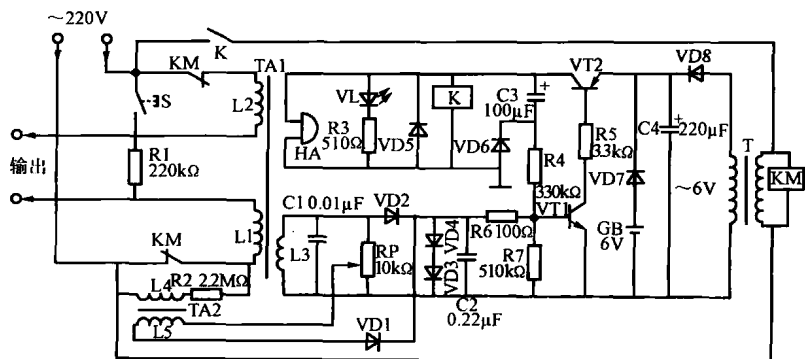 ~220V
K
KM
TA1
S
L2
VL
R3
510Ω
HA
VD5
K
C3
100μF
VD6
VT2
VD8
R5
33kΩ
C4
220μF
R4
330kΩ
VD7
~6V
T
KM
输出
R1
220kΩ
C1 0.01μF
VD2
VT1
GB
6V
KM
L1
L3
RP
10kΩ
VD4
VD3
R6 100Ω
R7
510kΩ
C2
0.22μF
L4
R2 2.2MΩ
TA2
L5
VD1